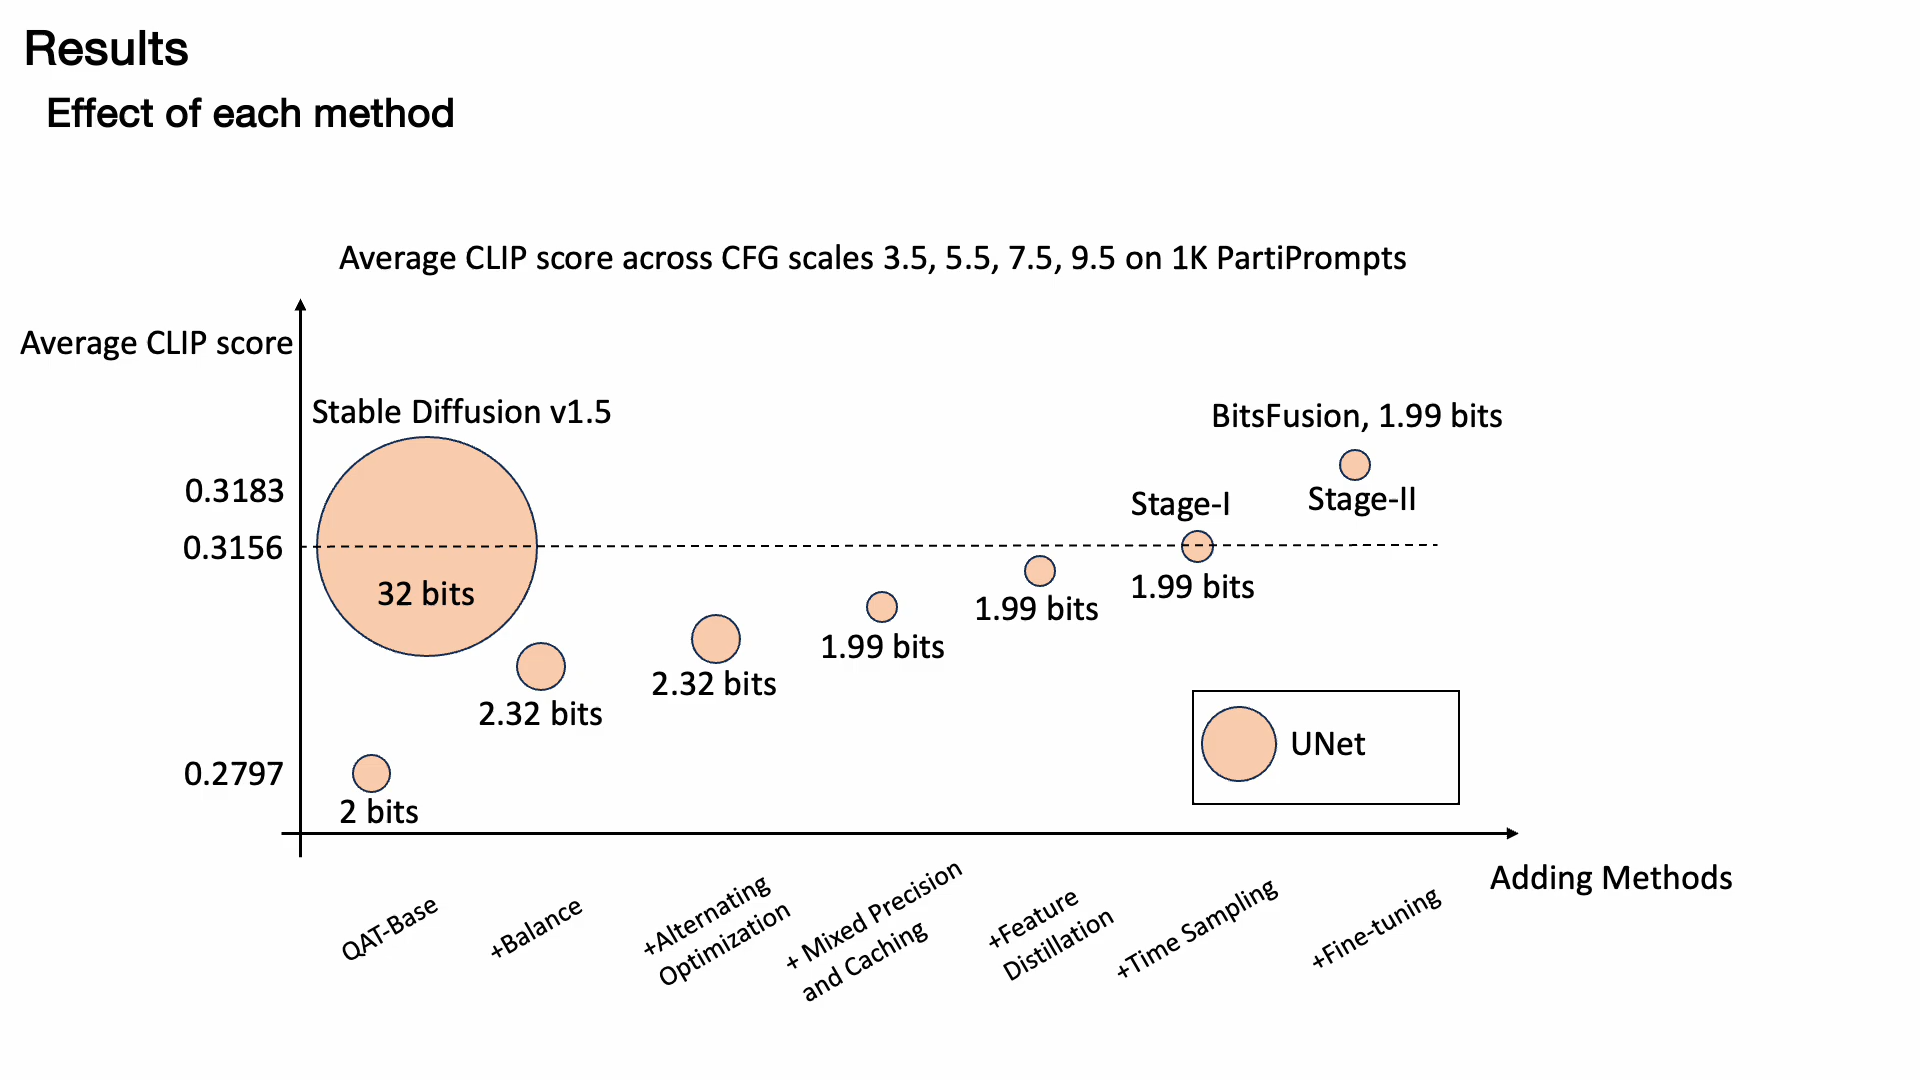 Results
Effect of each method
Average CLIP score across CFG scales 3.5, 5.5, 7.5, 9.5 on 1K PartiPrompts
Average CLIP score
Stable Diffusion v1.5
BitsFusion, 1.99 bits
0.3183
Stage-I
Stage-II
0.3156
32 bits
1.99 bits
1.99 bits
1.99 bits
2.32 bits
2.32 bits
UNet
0.2797
2 bits
Adding Methods
QAT-Base
+Balance
+Alternating
Optimization
+ Mixed Precision
and Caching
+Feature
Distillation
+Time Sampling
+Fine-tuning